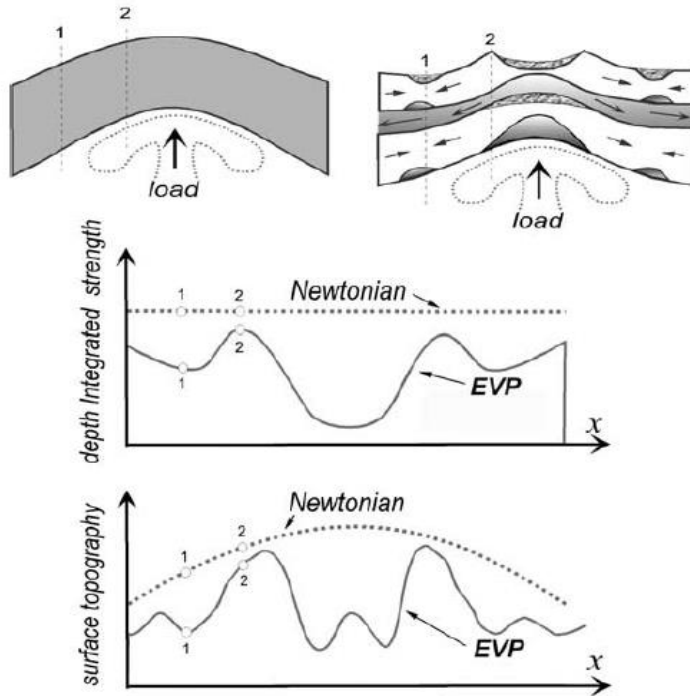 1
2
load
1
2
load
depth Integrated strength
1
2
Newtonian
1
2
EVP
x
surface topography
Newtonian
1
2
1
2
EVP
x